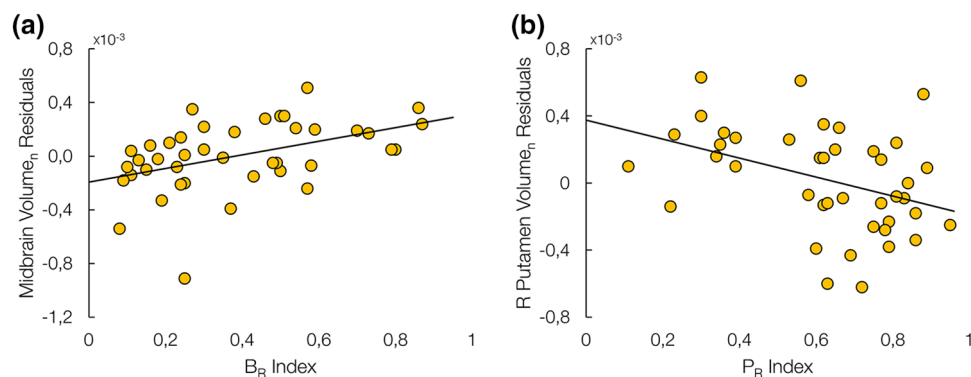 (a)
x10⁻³
0,8
0,4
0,0
-0,4
-0,8
-1,2
Midbrain Volumeₙ Residuals
0 0,2 0,4 0,6 0,8 1
B_R Index
(b)
x10⁻³
0,8
0,4
0
-0,4
-0,8
R Putamen Volumeₙ Residuals
0 0,2 0,4 0,6 0,8 1
P_R Index